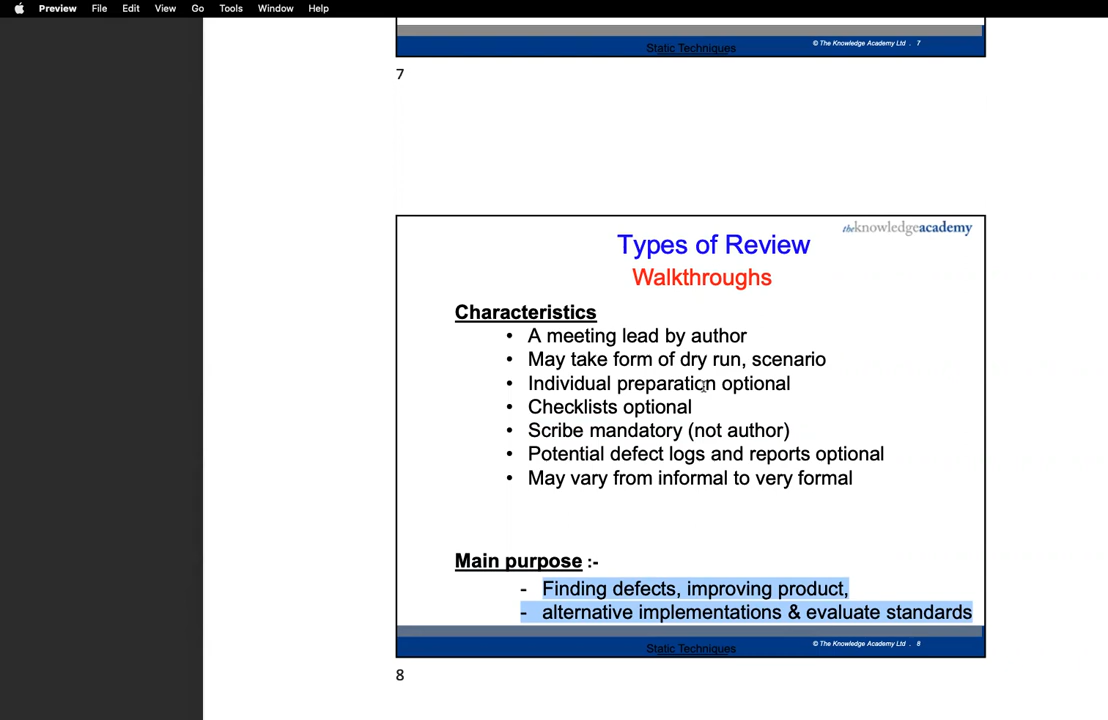 Preview File Edit View Go Tools Window Help
Static Techniques
© The Knowledge Academy Ltd . 7
7
theknowledgeacademy
Types of Review
Walkthroughs
Characteristics
• A meeting lead by author
• May take form of dry run, scenario
• Individual preparation optional
• Checklists optional
• Scribe mandatory (not author)
• Potential defect logs and reports optional
• May vary from informal to very formal
Main purpose :-
- Finding defects, improving product,
- alternative implementations & evaluate standards
Static Techniques
© The Knowledge Academy Ltd . 8
8